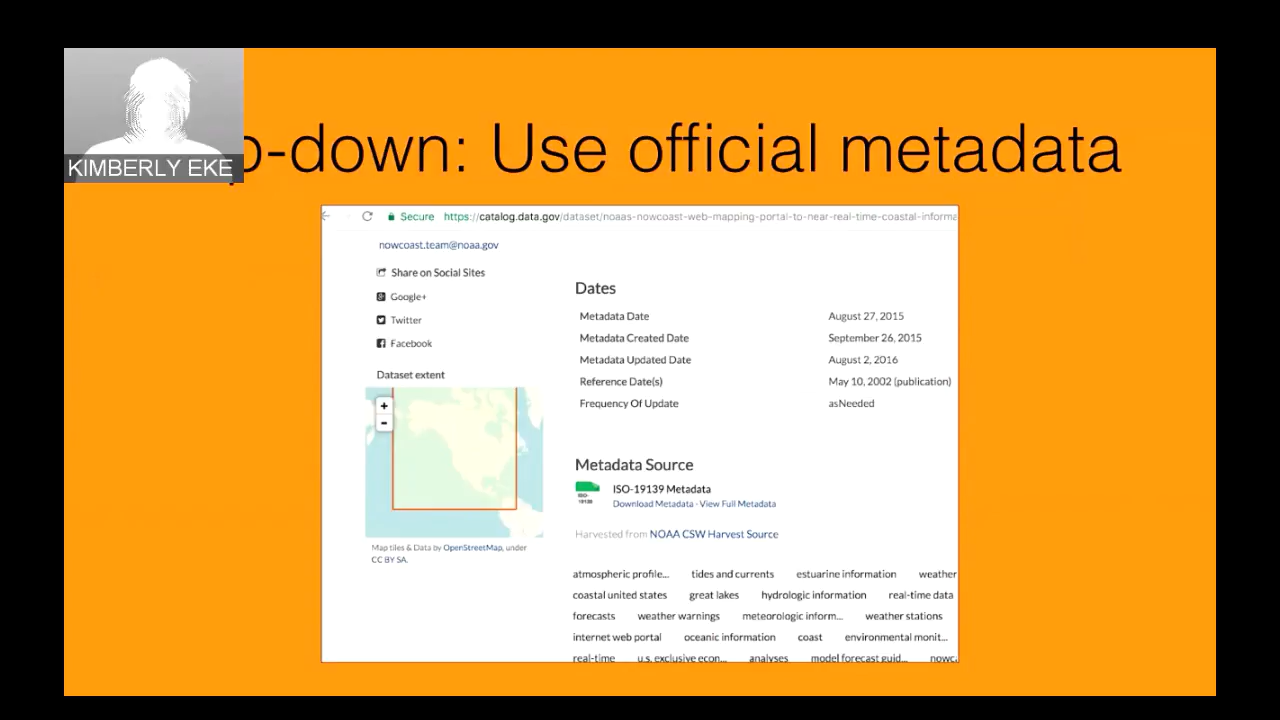 KIMBERLY EKE
p-down: Use official metadata
Secure https://catalog.data.gov/dataset/noaas-nowcoast-web-mapping-portal-to-near-real-time-coastal-informa
nowcoast.team@noaa.gov
Share on Social Sites
Google+
Twitter
Facebook
Dataset extent
+
-
Map tiles & Data by OpenStreetMap, under
CC BY SA.
Dates
Metadata Date August 27, 2015
Metadata Created Date September 26, 2015
Metadata Updated Date August 2, 2016
Reference Date(s) May 10, 2002 (publication)
Frequency Of Update asNeeded
Metadata Source
ISO-19139 Metadata
ISO-
19139
Download Metadata - View Full Metadata
Harvested from NOAA CSW Harvest Source
atmospheric profile... tides and currents estuarine information weather
coastal united states great lakes hydrologic information real-time data
forecasts weather warnings meteorologic inform... weather stations
internet web portal oceanic information coast environmental monit...
real-time u.s. exclusive econ... analyses model forecast guid... nowc